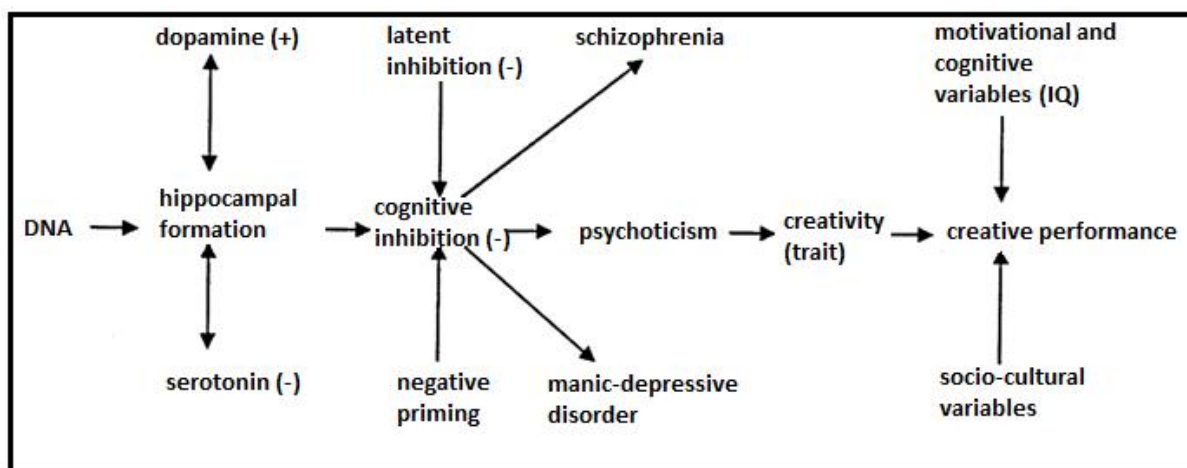 dopamine (+)
latent
inhibition (-)
schizophrenia
motivational and
cognitive
variables (IQ)
DNA
hippocampal
formation
cognitive
inhibition (-)
psychoticism
creativity
(trait)
creative performance
serotonin (-)
negative
priming
manic-depressive
disorder
socio-cultural
variables